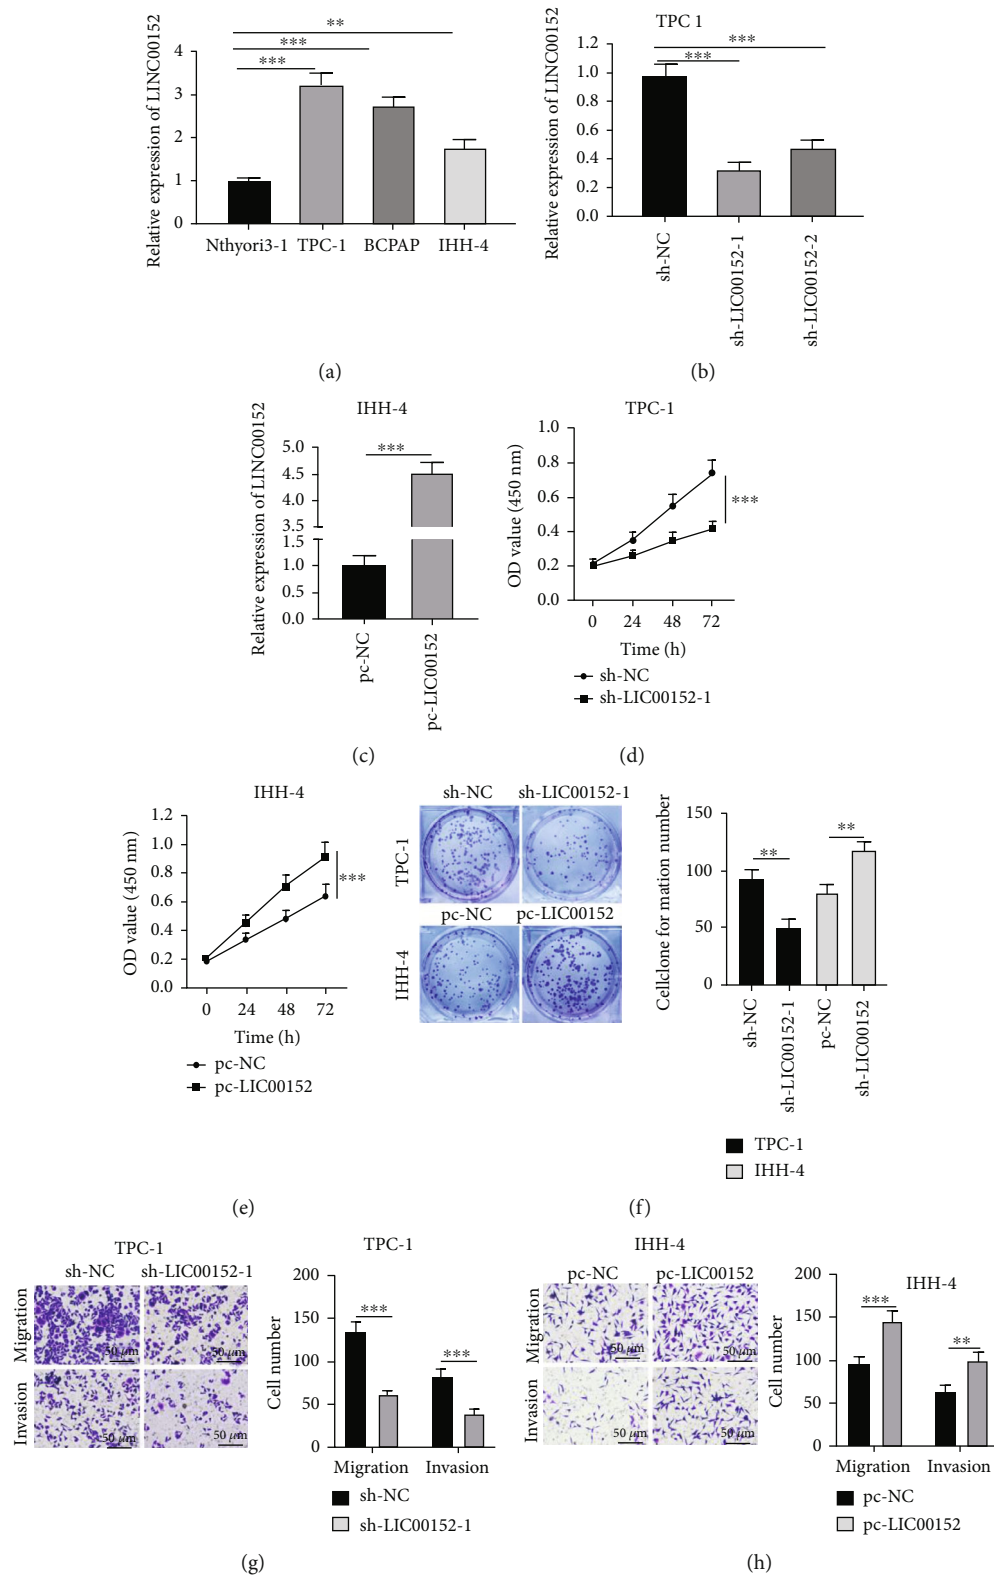 Relative expression of LINC00152
4
3
2
1
0
**
***
***
Nthyori3-1 TPC-1 BCPAP IHH-4
(a)
TPC 1
Relative expression of LINC00152
1.2
1.0
0.8
0.6
0.4
0.2
0.0
***
***
sh-NC
sh-LIC00152-1
sh-LIC00152-2
(b)
IHH-4
Relative expression of LINC00152
5.0
4.5
4.0
3.5
1.5
1.0
0.5
0.0
***
pc-NC
pc-LIC00152
(c)
TPC-1
OD value (450 nm)
1.0
0.8
0.6
0.4
0.2
0.0
***
0 24 48 72
Time (h)
sh-NC
sh-LIC00152-1
(d)
IHH-4
OD value (450 nm)
1.2
1.0
0.8
0.6
0.4
0.2
0.0
***
0 24 48 72
Time (h)
pc-NC
pc-LIC00152
(e)
sh-NC sh-LIC00152-1
TPC-1
pc-NC pc-LIC00152
IHH-4
Cellclone for mation number
150
100
50
0
**
**
sh-NC
sh-LIC00152-1
pc-NC
sh-LIC00152
TPC-1
IHH-4
(f)
TPC-1
sh-NC sh-LIC00152-1
Migration
50 μm
50 μm
Invasion
50 μm
50 μm
TPC-1
Cell number
200
150
100
50
0
***
***
Migration Invasion
sh-NC
sh-LIC00152-1
(g)
IHH-4
pc-NC pc-LIC00152
Migration
50 μm
50 μm
Invasion
50 μm
50 μm
IHH-4
Cell number
200
150
100
50
0
***
**
Migration Invasion
pc-NC
pc-LIC00152
(h)